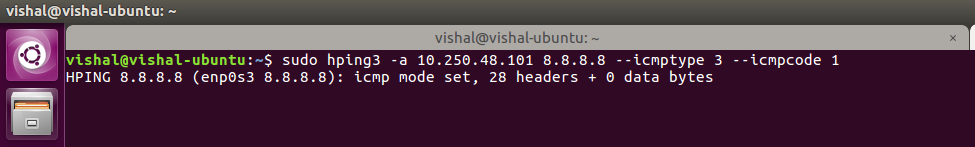 vishal@vishal-ubuntu: ~
vishal@vishal-ubuntu: ~
vishal@vishal-ubuntu:~$ sudo hping3 -a 10.250.48.101 8.8.8.8 --icmptype 3 --icmpcode 1
HPING 8.8.8.8 (enp0s3 8.8.8.8): icmp mode set, 28 headers + 0 data bytes